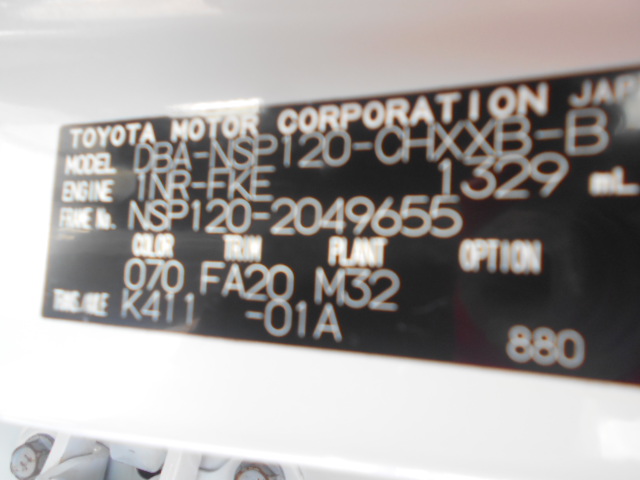 TOYOTA MOTOR CORPORATION JAP
MODEL DBA-NSP120-CHXXB-B
ENGINE 1NR-FKE 1329 mL
FRAME No. NSP120-2049655
COLOR TRIM PLANT OPTION
070 FA20 M32
TRANS./AXLE K411 -01A
880